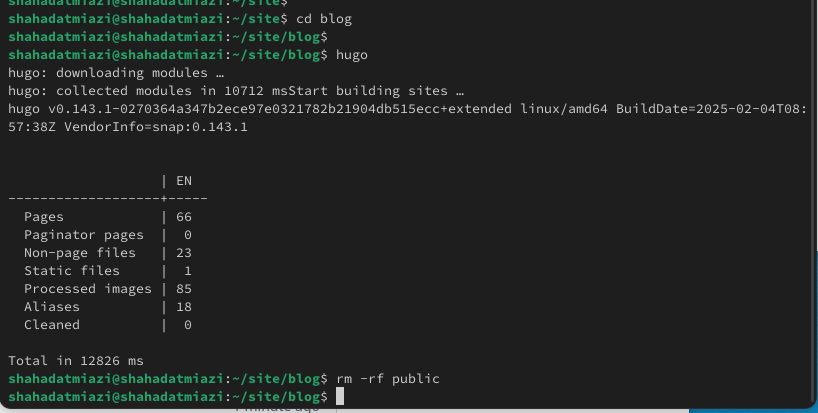 shahadatmiazi@shahadatmiazi:~/site$
shahadatmiazi@shahadatmiazi:~/site$ cd blog
shahadatmiazi@shahadatmiazi:~/site/blog$
shahadatmiazi@shahadatmiazi:~/site/blog$ hugo
hugo: downloading modules …
hugo: collected modules in 10712 msStart building sites …
hugo v0.143.1-0270364a347b2ece97e0321782b21904db515ecc+extended linux/amd64 BuildDate=2025-02-04T08:
57:38Z VendorInfo=snap:0.143.1
| EN
-------------------+-----
Pages | 66
Paginator pages | 0
Non-page files | 23
Static files | 1
Processed images | 85
Aliases | 18
Cleaned | 0
Total in 12826 ms
shahadatmiazi@shahadatmiazi:~/site/blog$ rm -rf public
shahadatmiazi@shahadatmiazi:~/site/blog$